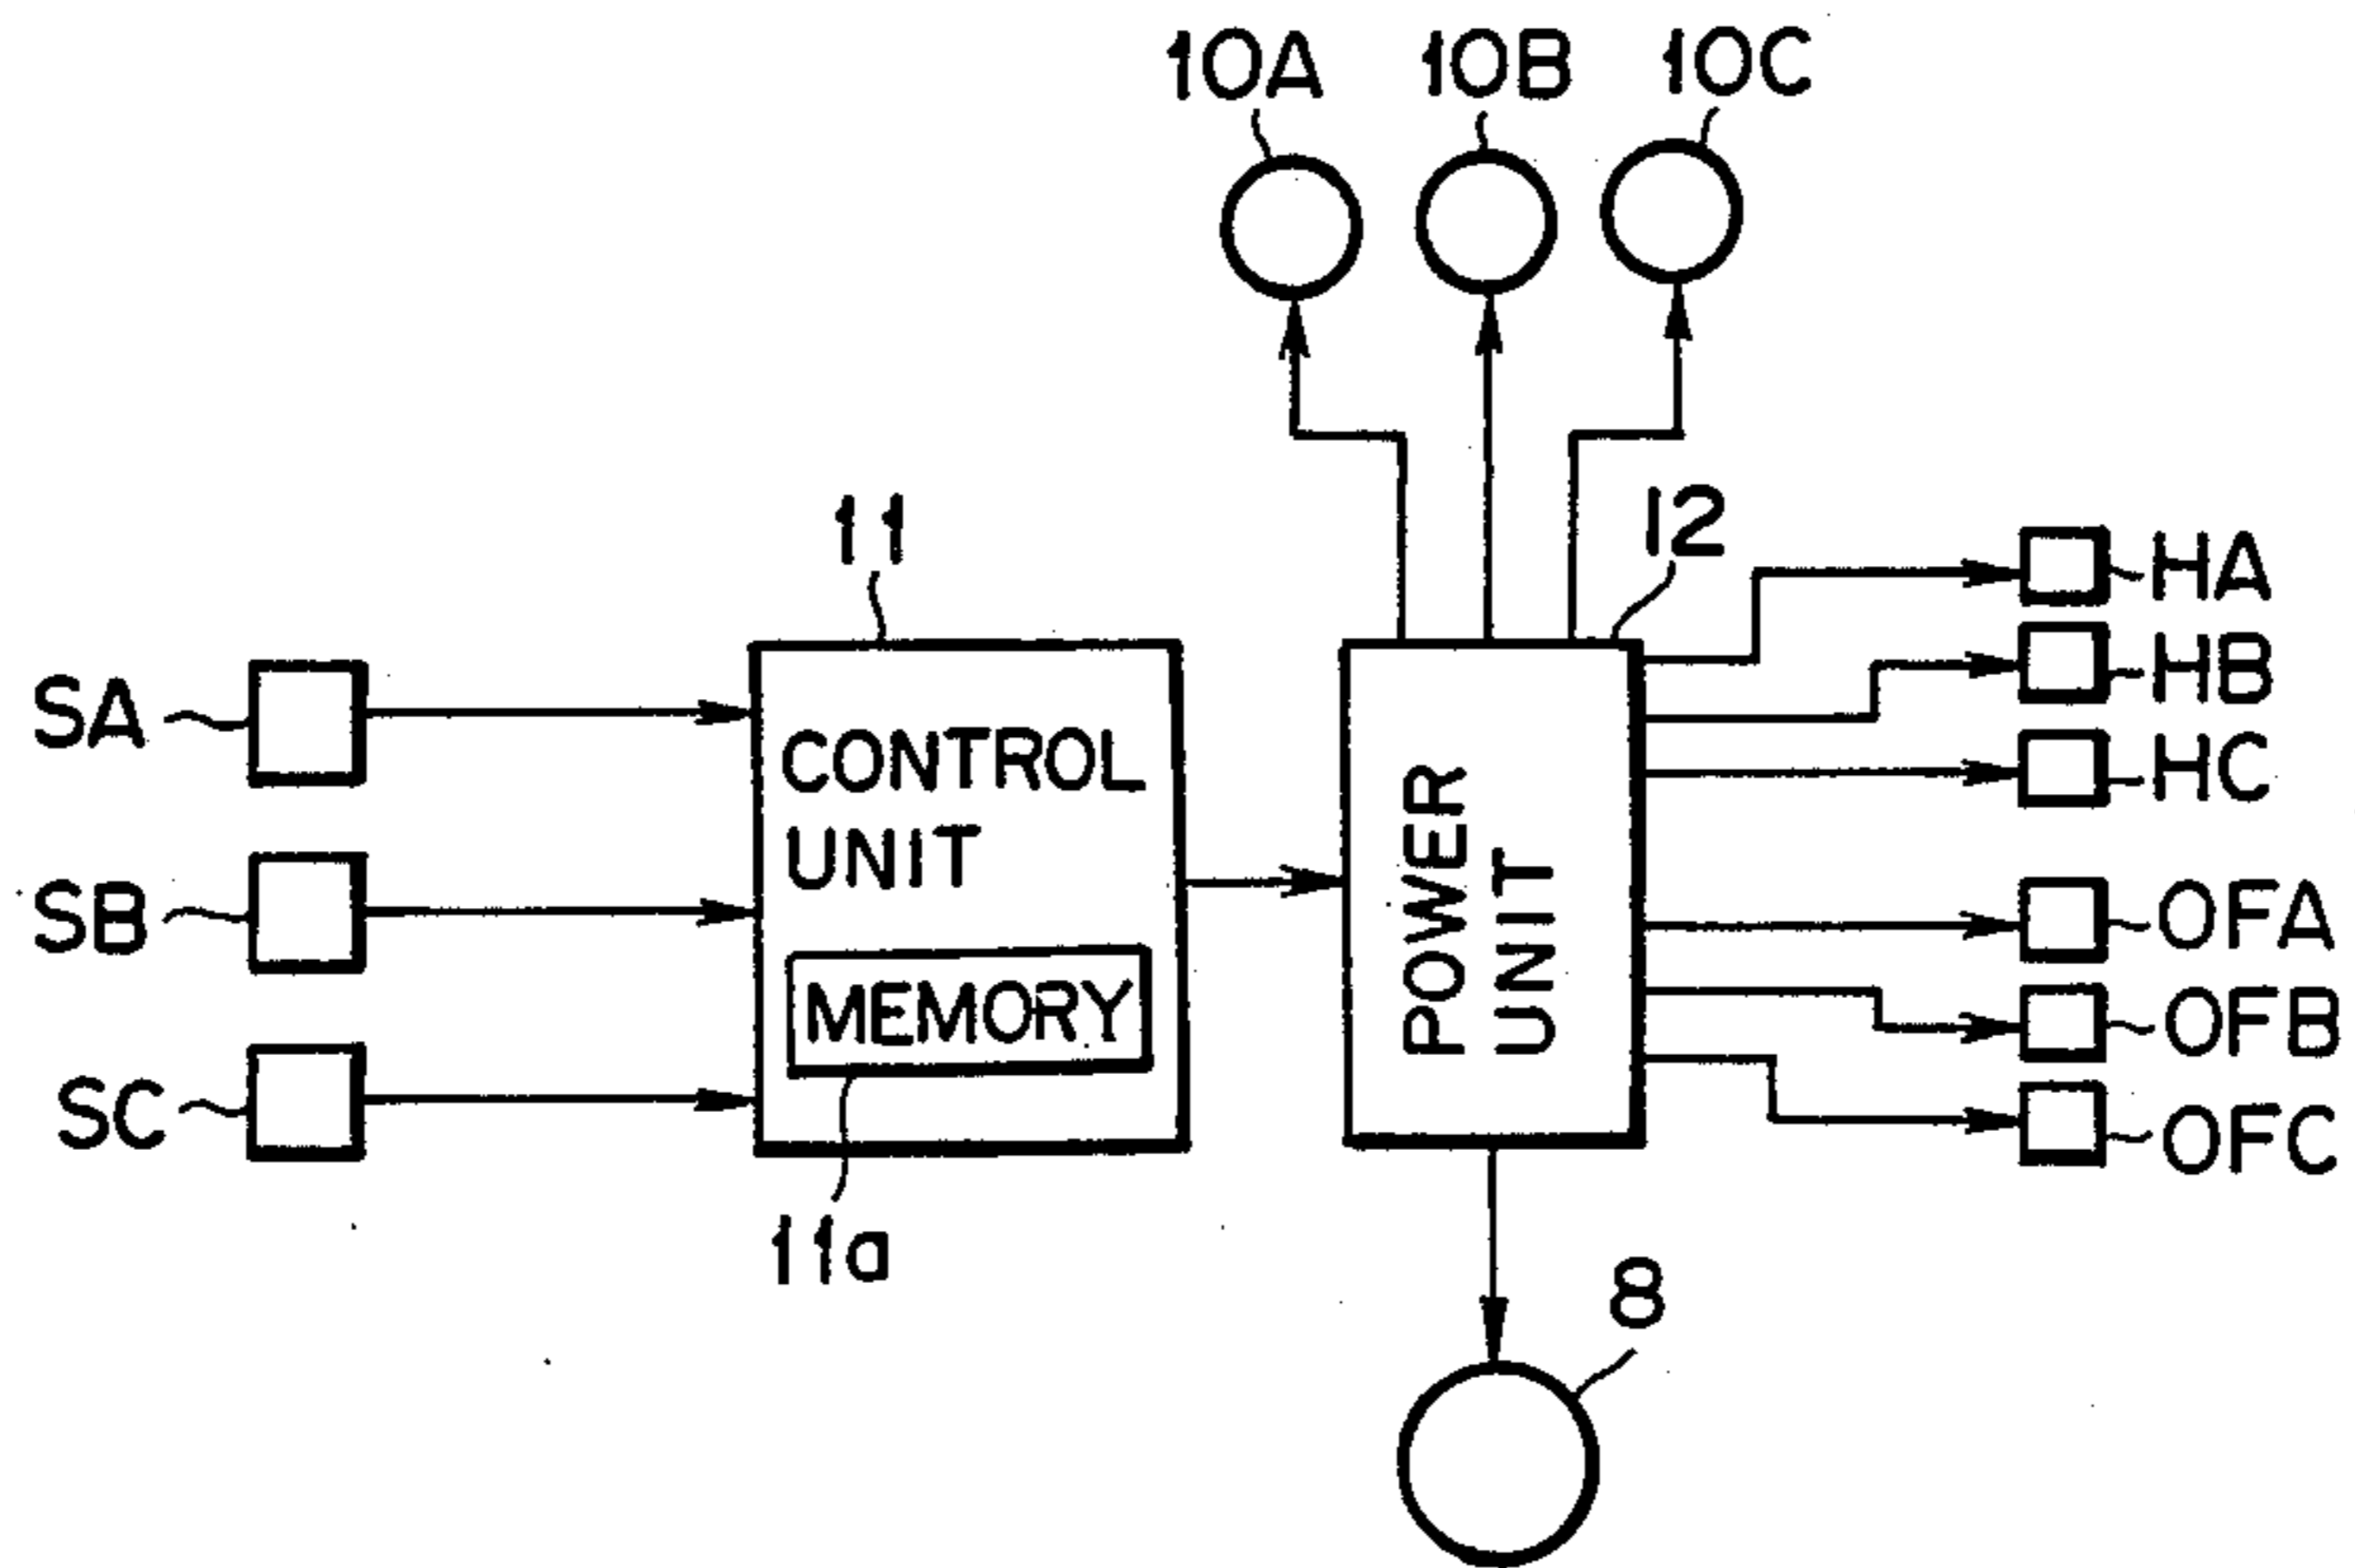 10A 10B 10C
11
12
SA
SB
SC
CONTROL
UNIT
MEMORY
11a
POWER
UNIT
HA
HB
HC
OFA
OFB
OFC
8